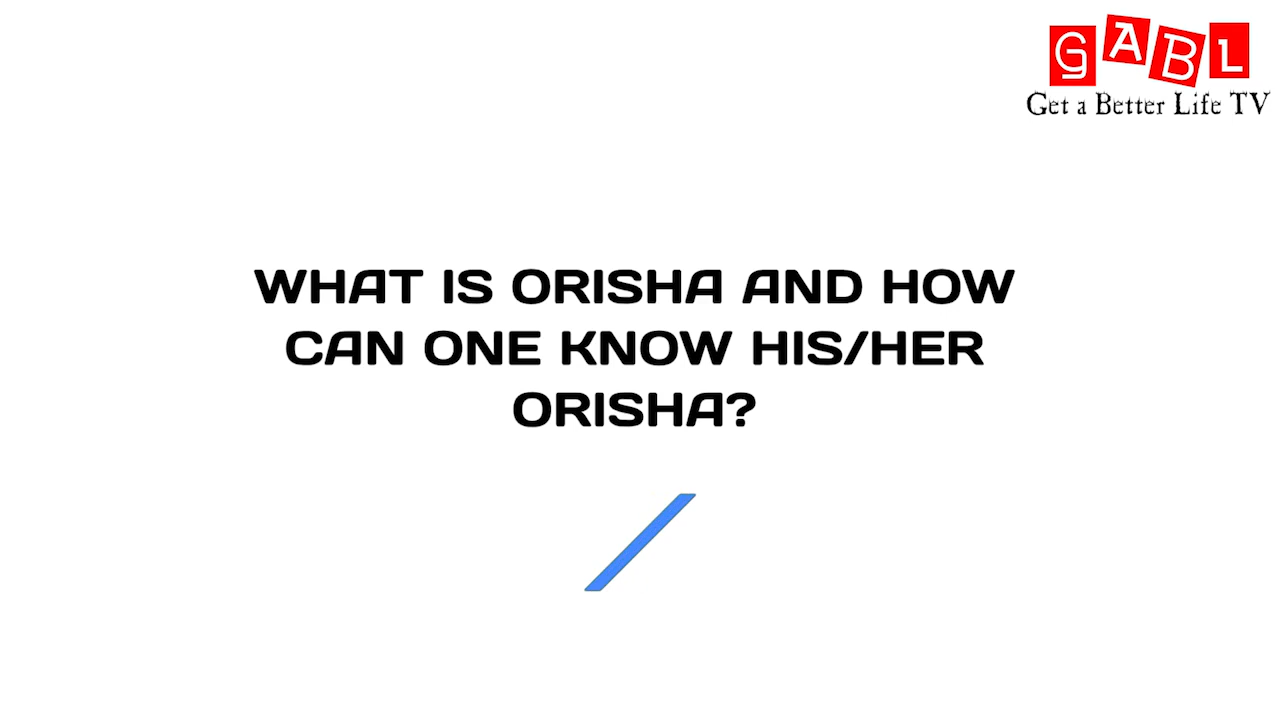 GABL
Get a Better Life TV
WHAT IS ORISHA AND HOW
CAN ONE KNOW HIS/HER
ORISHA?